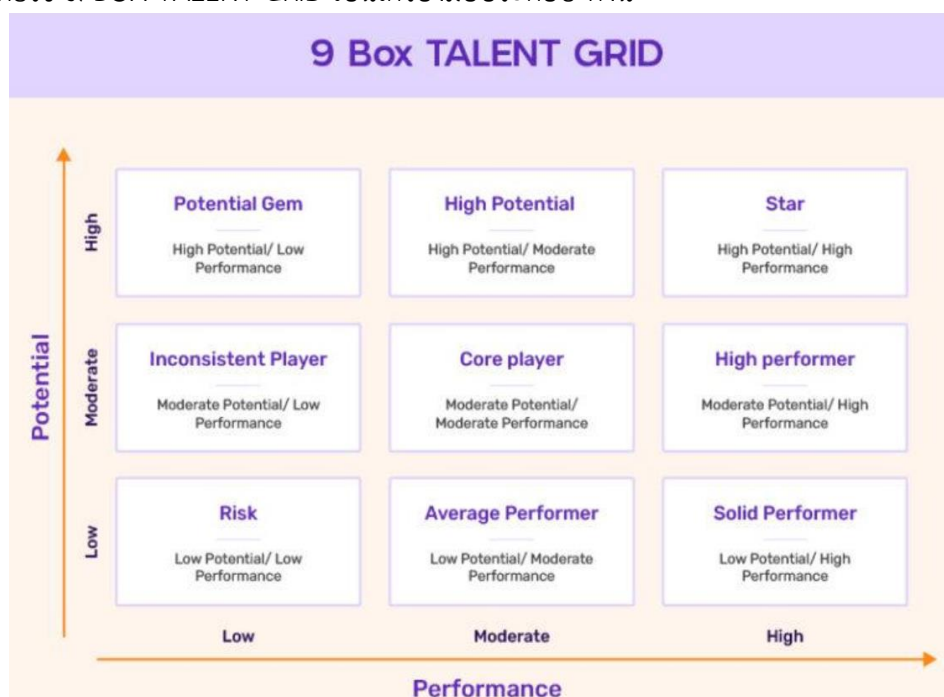 9 Box TALENT GRID
Potential
High
Potential Gem
High Potential/ Low
Performance
High Potential
High Potential/ Moderate
Performance
Star
High Potential/ High
Performance
Moderate
Inconsistent Player
Moderate Potential/ Low
Performance
Core player
Moderate Potential/
Moderate Performance
High performer
Moderate Potential/ High
Performance
Low
Risk
Low Potential/ Low
Performance
Average Performer
Low Potential/ Moderate
Performance
Solid Performer
Low Potential/ High
Performance
Low
Moderate
High
Performance